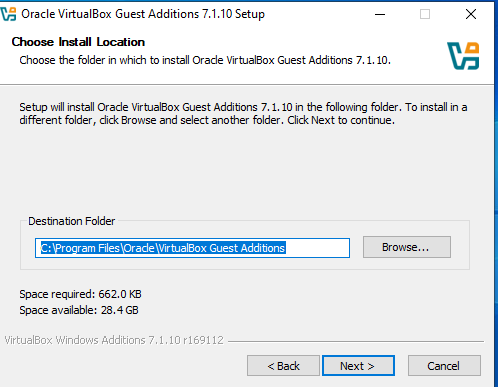 Oracle VirtualBox Guest Additions 7.1.10 Setup
Choose Install Location
Choose the folder in which to install Oracle VirtualBox Guest Additions 7.1.10.
Setup will install Oracle VirtualBox Guest Additions 7.1.10 in the following folder. To install in a
different folder, click Browse and select another folder. Click Next to continue.
Destination Folder
C:\Program Files\Oracle\VirtualBox Guest Additions
Browse...
Space required: 662.0 KB
Space available: 28.4 GB
VirtualBox Windows Additions 7.1.10 r169112
< Back
Next >
Cancel